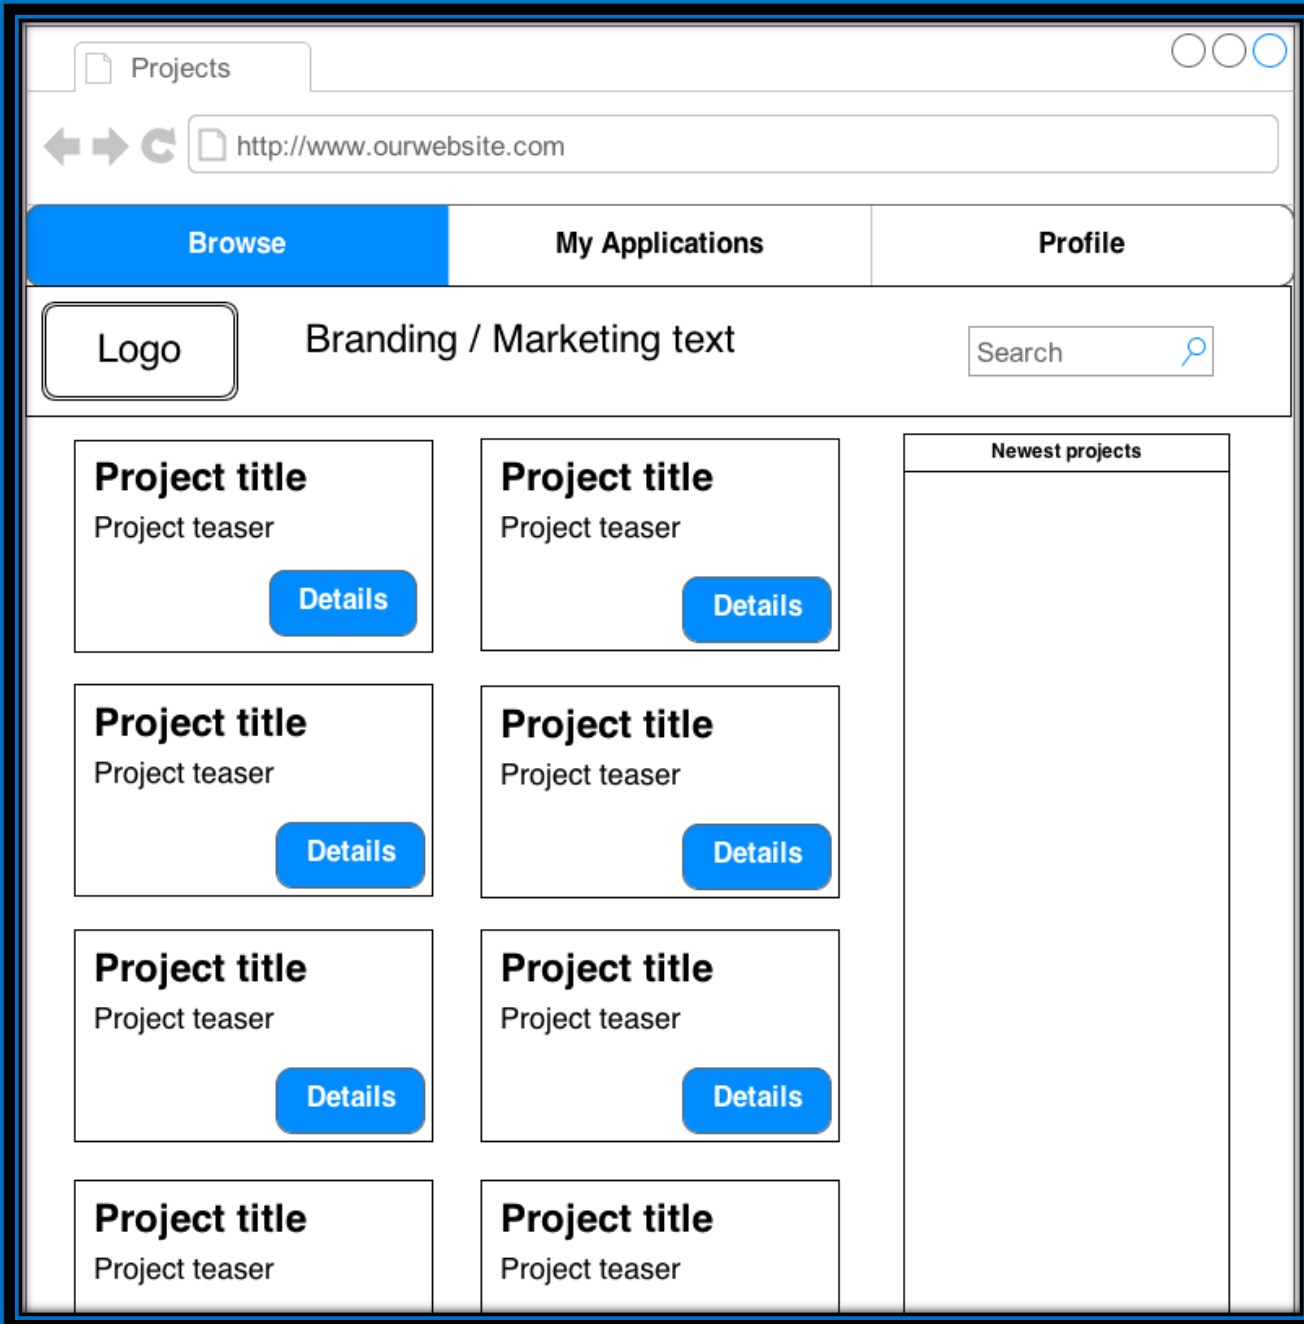 Projects
http://www.ourwebsite.com
Browse My Applications Profile
Logo
Branding / Marketing text
Search
Project title
Project teaser
Details
Project title
Project teaser
Details
Newest projects
Project title
Project teaser
Details
Project title
Project teaser
Details
Project title
Project teaser
Details
Project title
Project teaser
Details
Project title
Project teaser
Project title
Project teaser